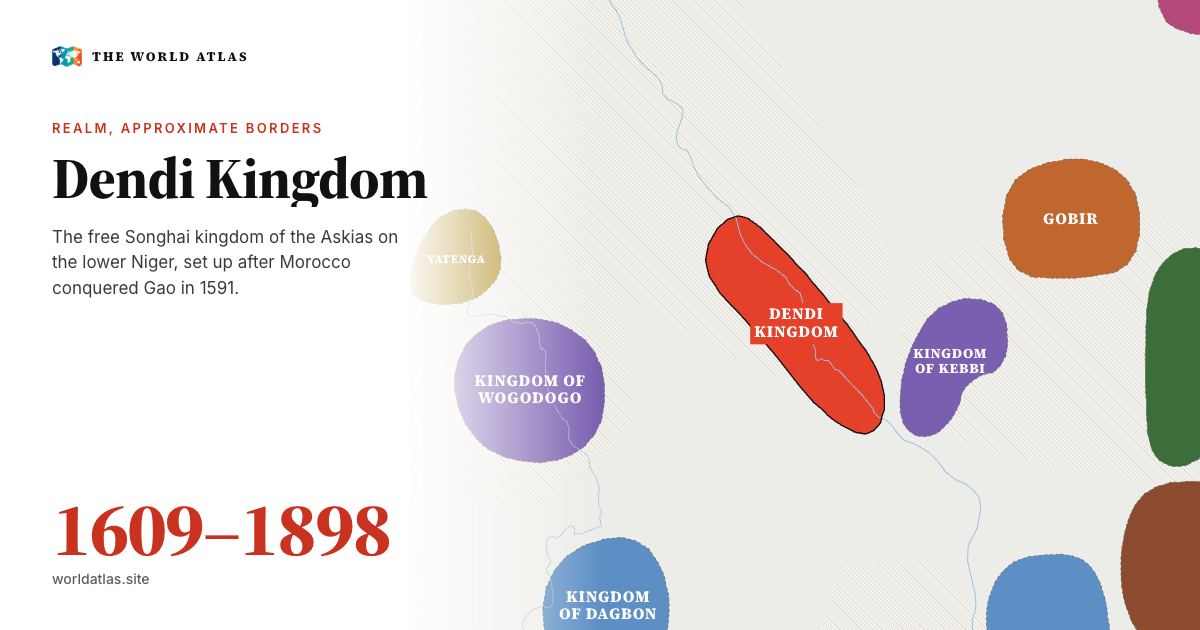 THE WORLD ATLAS
REALM, APPROXIMATE BORDERS
Dendi Kingdom
The free Songhai kingdom of the Askias on
the lower Niger, set up after Morocco
conquered Gao in 1591.
1609–1898
worldatlas.site
YATENGA
KINGDOM OF
WOGODOGO
KINGDOM
OF DAGBON
DENDI
KINGDOM
KINGDOM
OF KEBBI
GOBIR